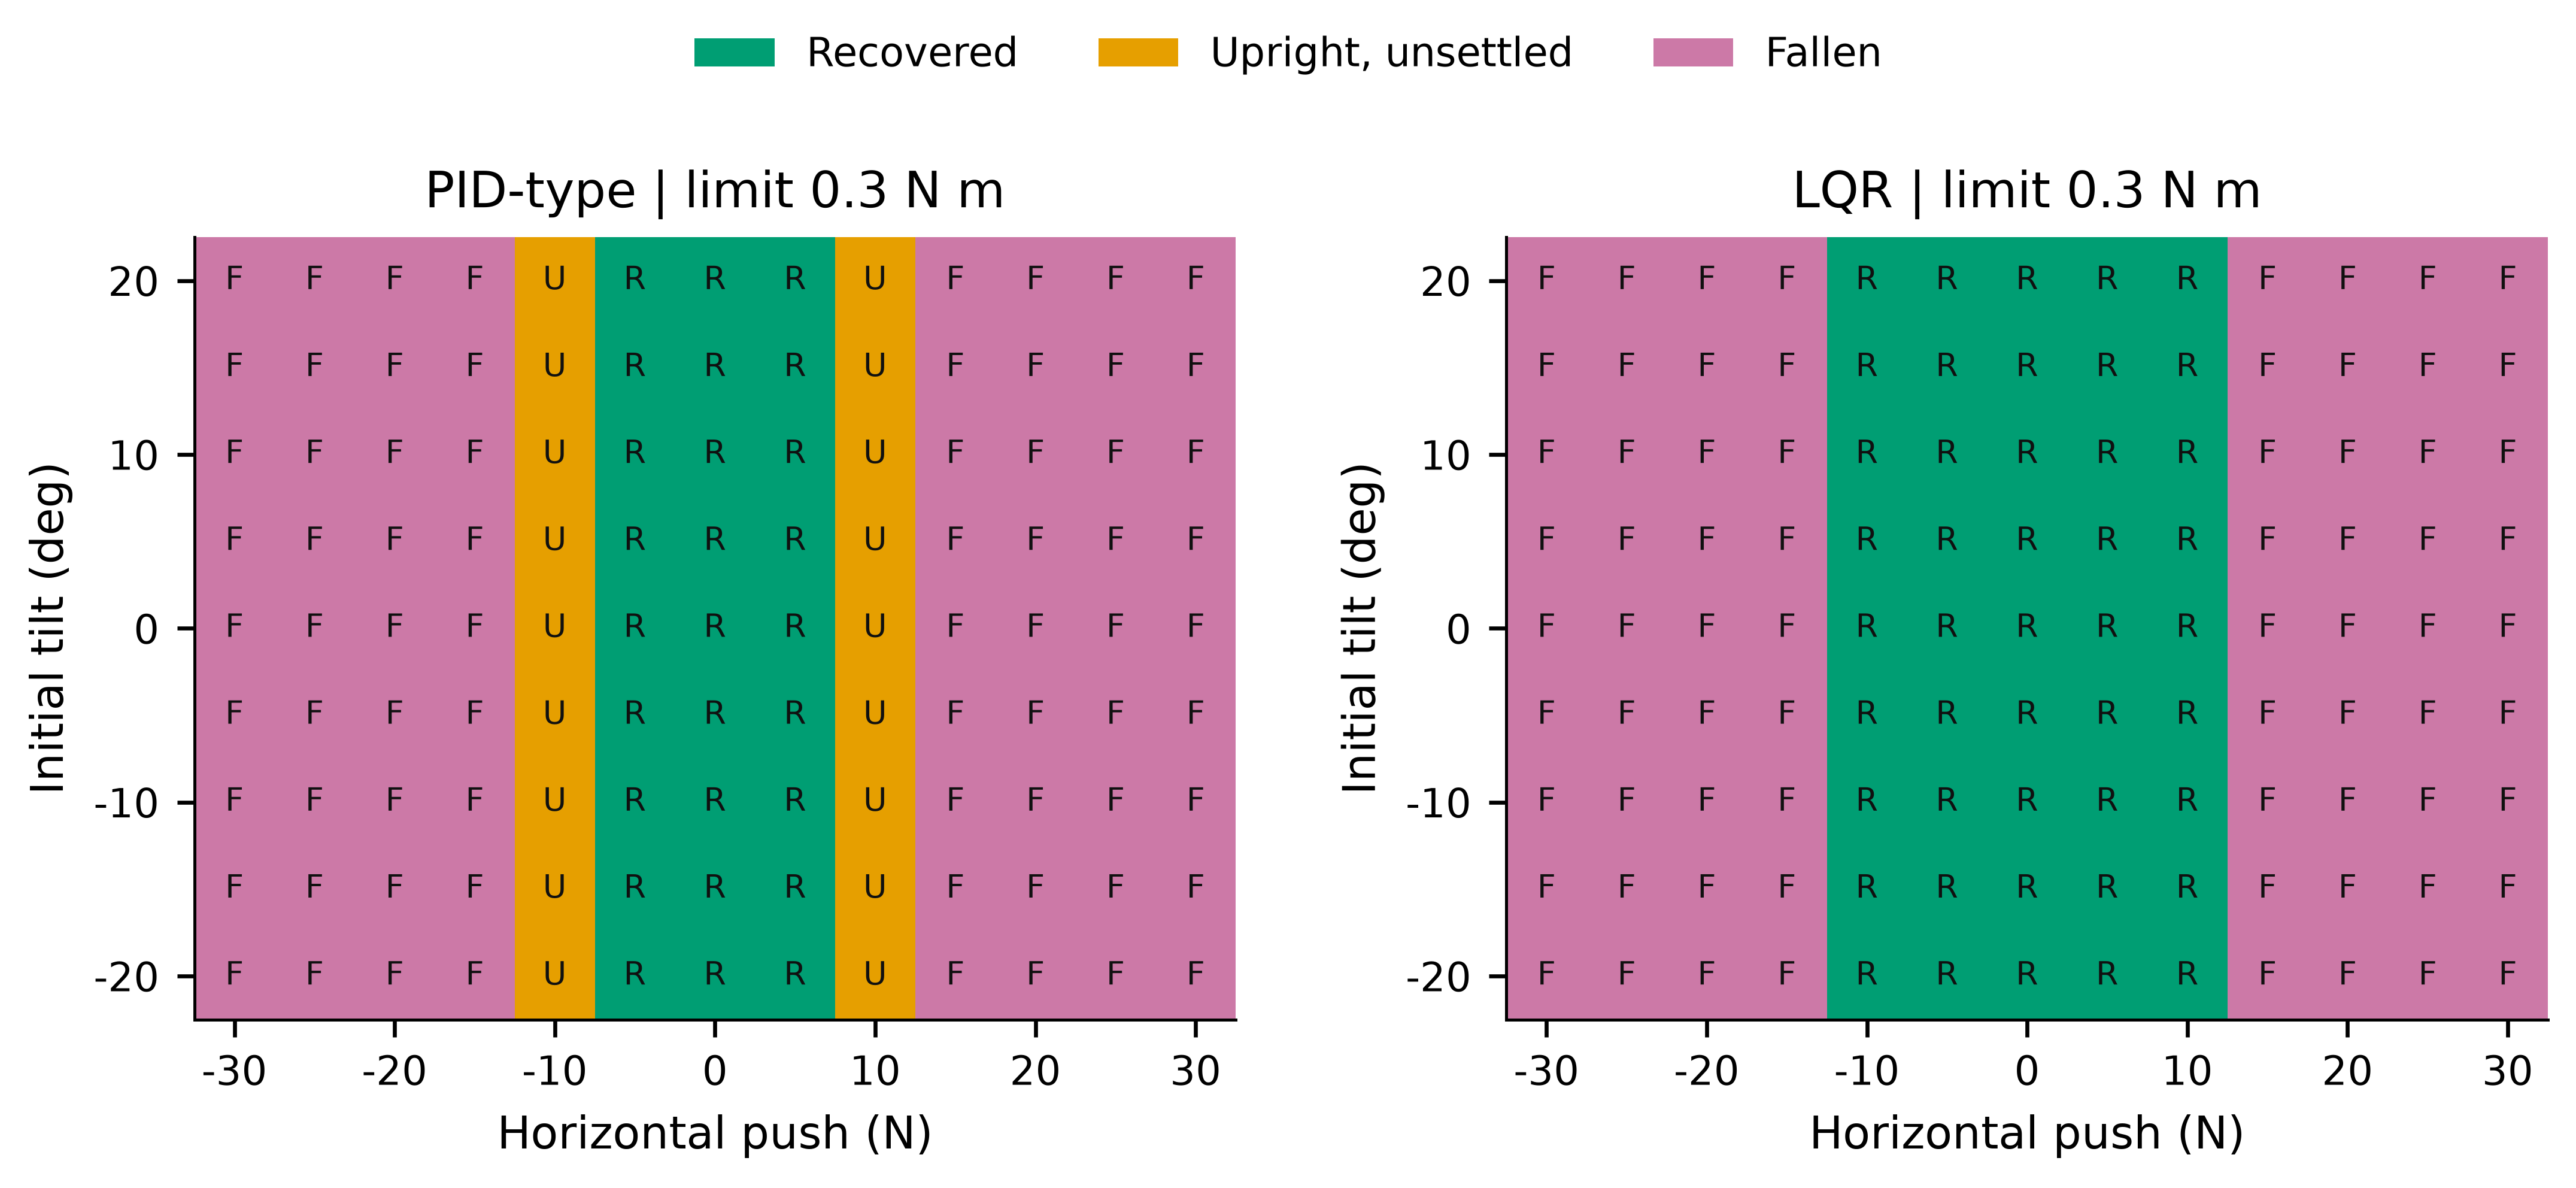 Recovered Upright, unsettled Fallen
PID-type | limit 0.3 N m
20 F F F F U R R R U F F F F
F F F F U R R R U F F F F
10 F F F F U R R R U F F F F
F F F F U R R R U F F F F
0 F F F F U R R R U F F F F
F F F F U R R R U F F F F
-10 F F F F U R R R U F F F F
F F F F U R R R U F F F F
-20 F F F F U R R R U F F F F
-30 -20 -10 0 10 20 30
Horizontal push (N)
Initial tilt (deg)
LQR | limit 0.3 N m
20 F F F F R R R R R F F F F
F F F F R R R R R F F F F
10 F F F F R R R R R F F F F
F F F F R R R R R F F F F
0 F F F F R R R R R F F F F
F F F F R R R R R F F F F
-10 F F F F R R R R R F F F F
F F F F R R R R R F F F F
-20 F F F F R R R R R F F F F
-30 -20 -10 0 10 20 30
Horizontal push (N)
Initial tilt (deg)